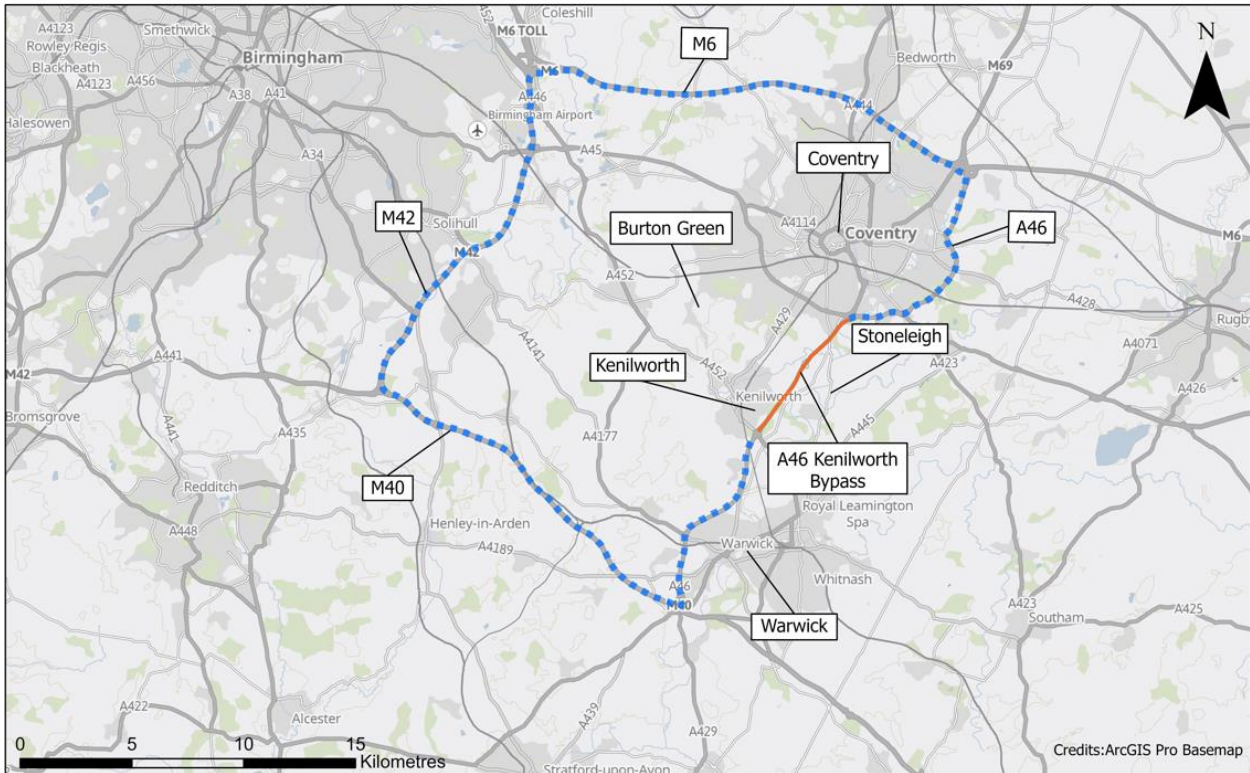 A4123
Smethwick
A452
Coleshill
N
Rowley Regis
Birmingham
M6 TOLL
M6
Bedworth
M69
A4123
Blackheath
A456
M6
A38
A41
A446
A444
Halesowen
Birmingham Airport
A34
A45
Coventry
M42
Solihull
Burton Green
A4114
Coventry
A46
M6
M42
A452
A428
A429
Rugby
Stoneleigh
A441
A4141
A4071
Kenilworth
A452
A423
M42
Kenilworth
A426
Bromsgrove
A441
A435
A4177
A445
A46 Kenilworth
Bypass
M40
Redditch
Royal Leamington
Spa
A448
Henley-in-Arden
A4189
Warwick
A46
Whitnash
M40
A423
A425
Warwick
Southam
A422
Alcester
A439
A429
0
5
10
15
Kilometres
Credits:ArcGIS Pro Basemap
Stratford-upon-Avon